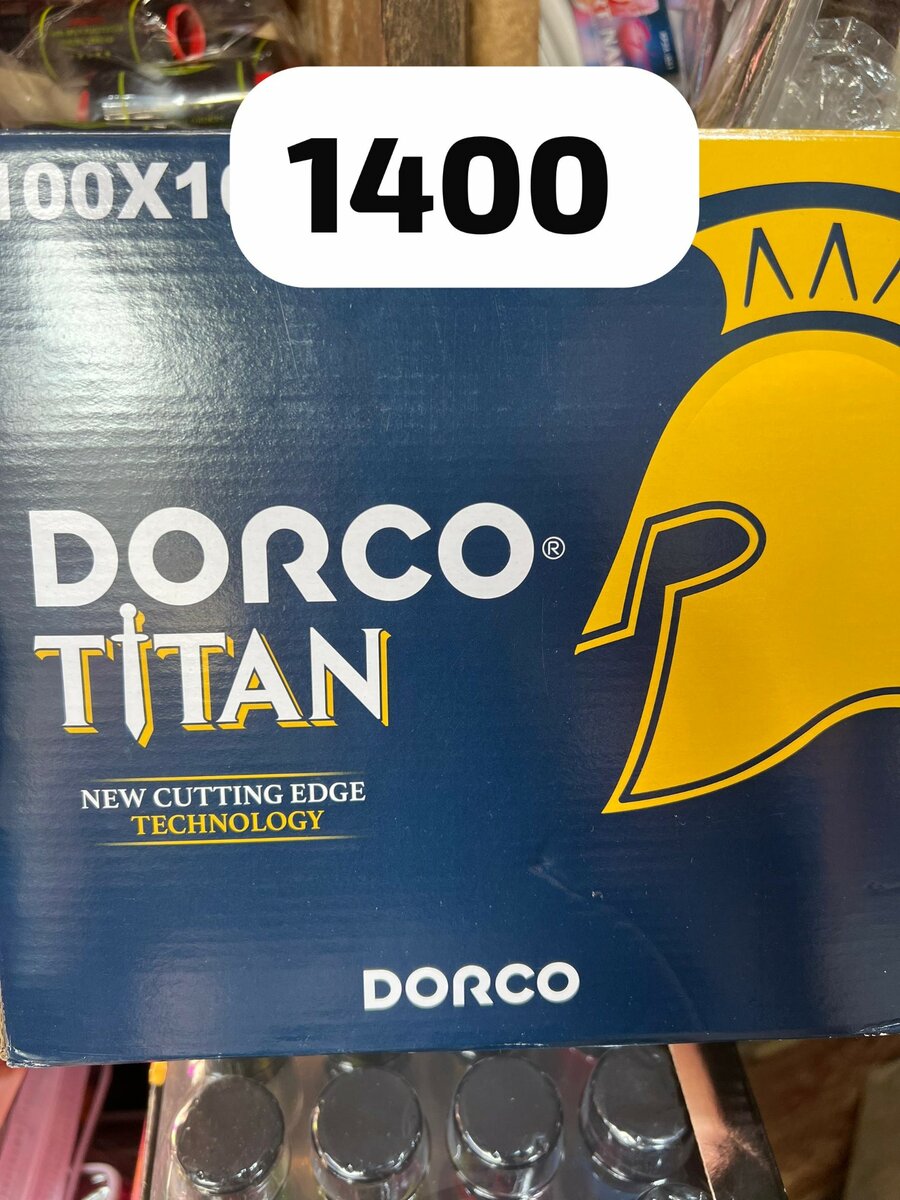 1400
DORCO®
TITAN
NEW CUTTING EDGE
TECHNOLOGY
DORCO